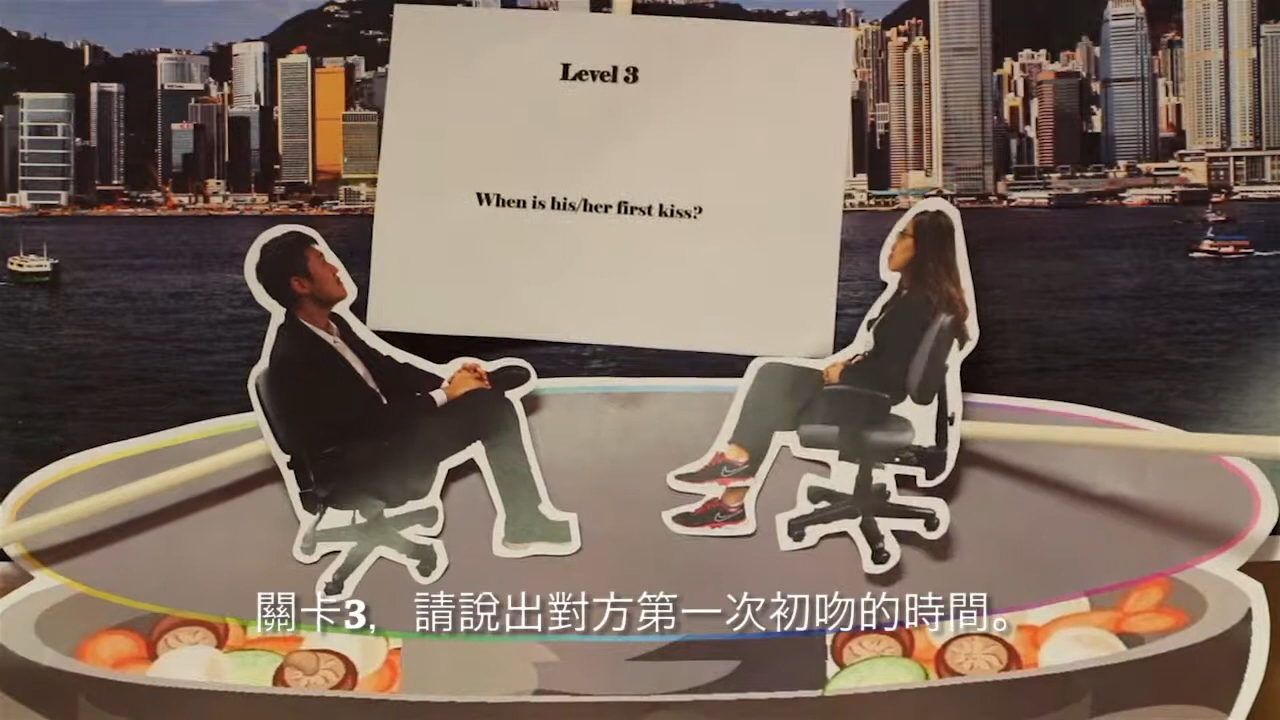 Level 3
When is his/her first kiss?
關卡3, 請說出對方第一次初吻的時間。